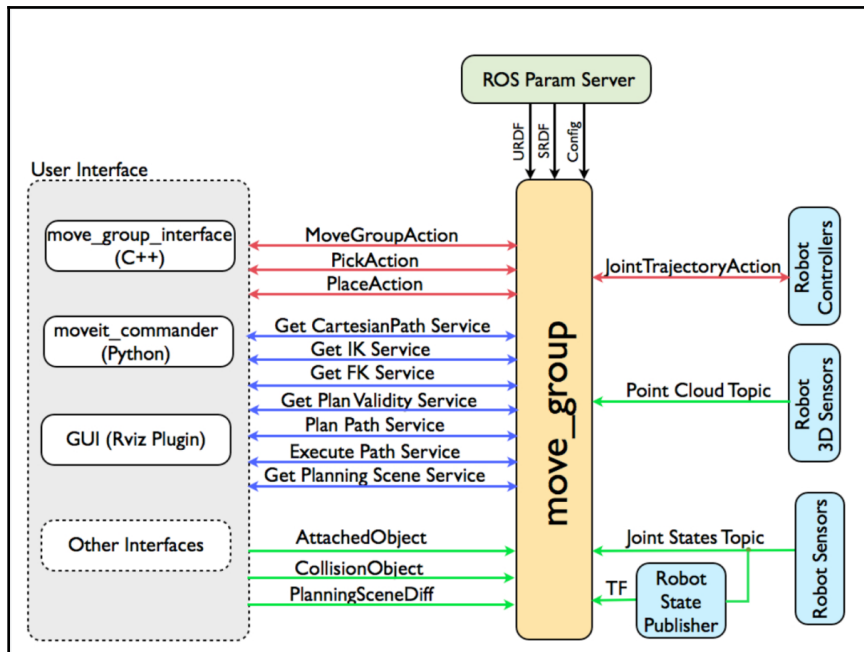 ROS Param Server
URDF
SRDF
Config
User Interface
move_group_interface
(C++)
moveit_commander
(Python)
GUI (Rviz Plugin)
Other Interfaces
MoveGroupAction
PickAction
PlaceAction
Get CartesianPath Service
Get IK Service
Get FK Service
Get Plan Validity Service
Plan Path Service
Execute Path Service
Get Planning Scene Service
AttachedObject
CollisionObject
PlanningSceneDiff
move_group
JointTrajectoryAction
Robot
Controllers
Point Cloud Topic
Robot
3D Sensors
Joint States Topic
Robot Sensors
TF
Robot
State
Publisher